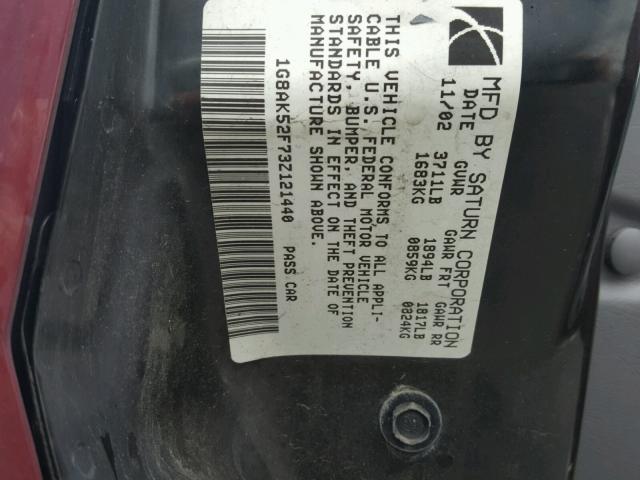 MFD BY SATURN CORPORATION
DATE GVWR GAWR FRT GAWR RR
11/02 3711LB 1894LB 1817LB
1683KG 0859KG 0824KG
THIS VEHICLE CONFORMS TO ALL APPLI-
CABLE U.S. FEDERAL MOTOR VEHICLE
SAFETY, BUMPER, AND THEFT PREVENTION
STANDARDS IN EFFECT ON THE DATE OF
MANUFACTURE SHOWN ABOVE.
1G8AK52F73Z121440 PASS CAR